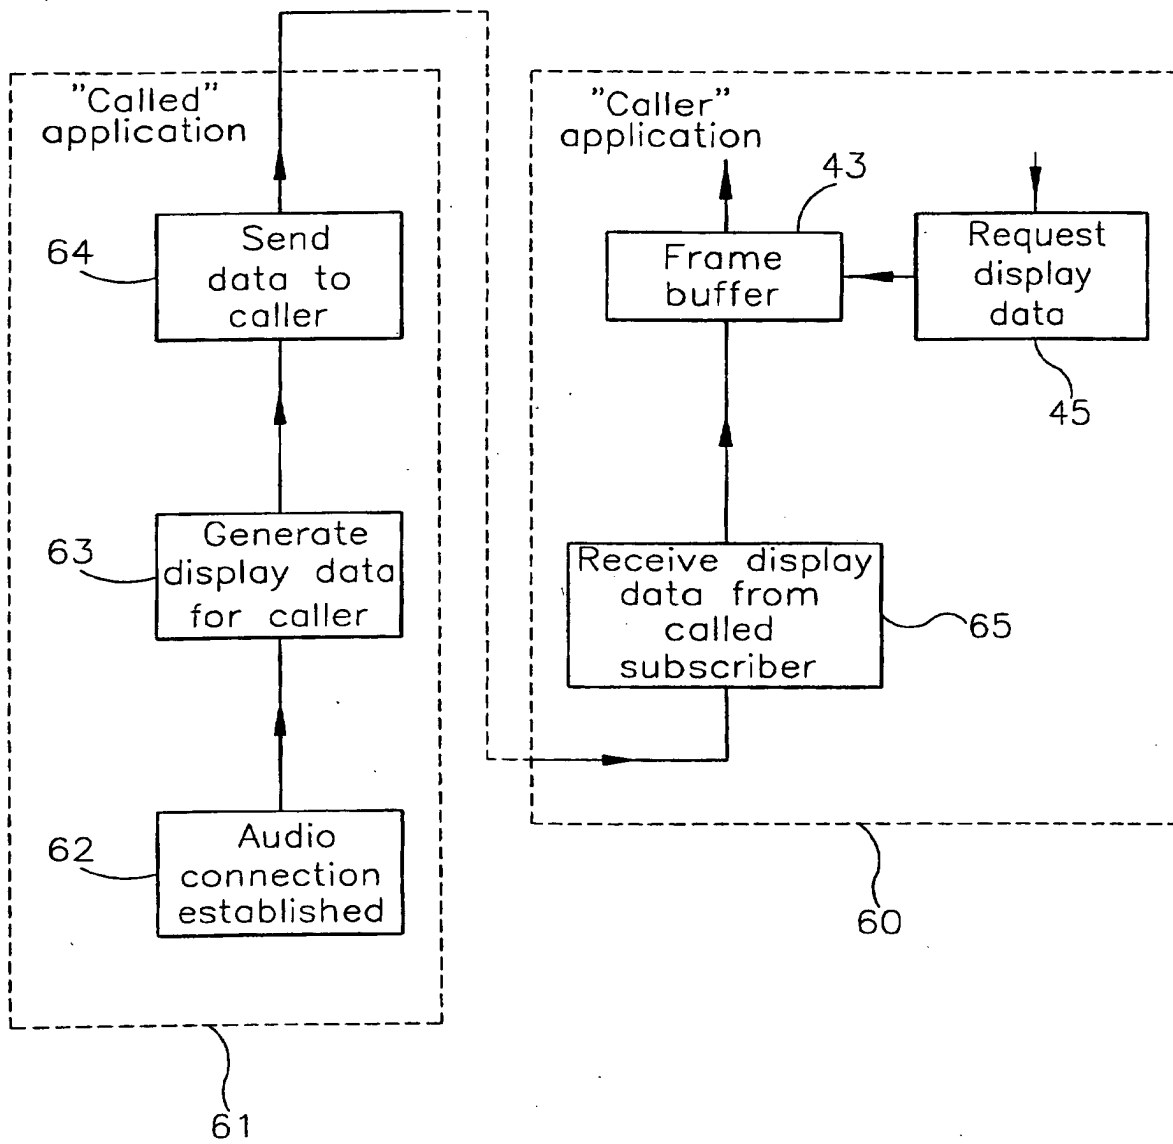 "Called"
application
64
Send
data to
caller
63
Generate
display data
for caller
62
Audio
connection
established
61
"Caller"
application
43
Frame
buffer
Request
display
data
45
Receive display
data from
called
subscriber
65
60